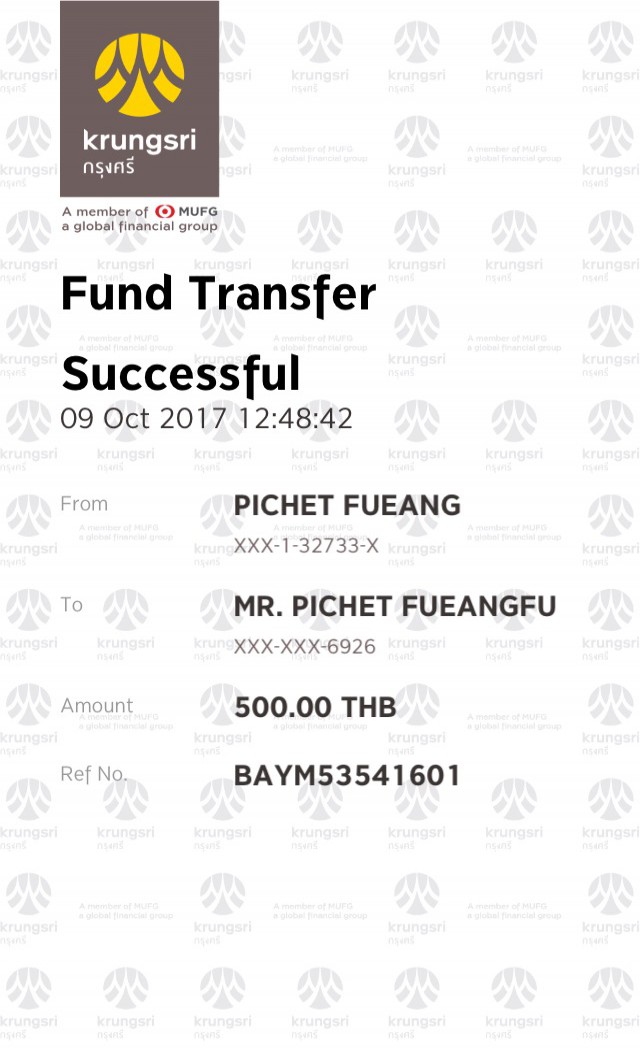 krungsri
กรุงศรี
A member of MUFG
a global financial group
Fund Transfer
Successful
09 Oct 2017 12:48:42
From
PICHET FUEANG
XXX-1-32733-X
To
MR. PICHET FUEANGFU
XXX-XXX-6926
Amount
500.00 THB
Ref No.
BAYM53541601